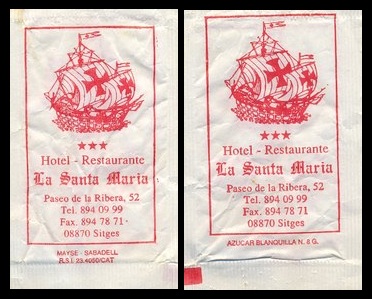 ★★★
Hotel - Restaurante
La Santa Maria
Paseo de la Ribera, 52
Tel. 894 09 99
Fax. 894 78 71
08870 Sitges
MAYSE - SABADELL
★★★
Hotel - Restaurante
La Santa Maria
Paseo de la Ribera, 52
Tel. 894 09 99
Fax. 894 78 71
08870 Sitges
AZUCAR BLANQUILLA N. 8 G.